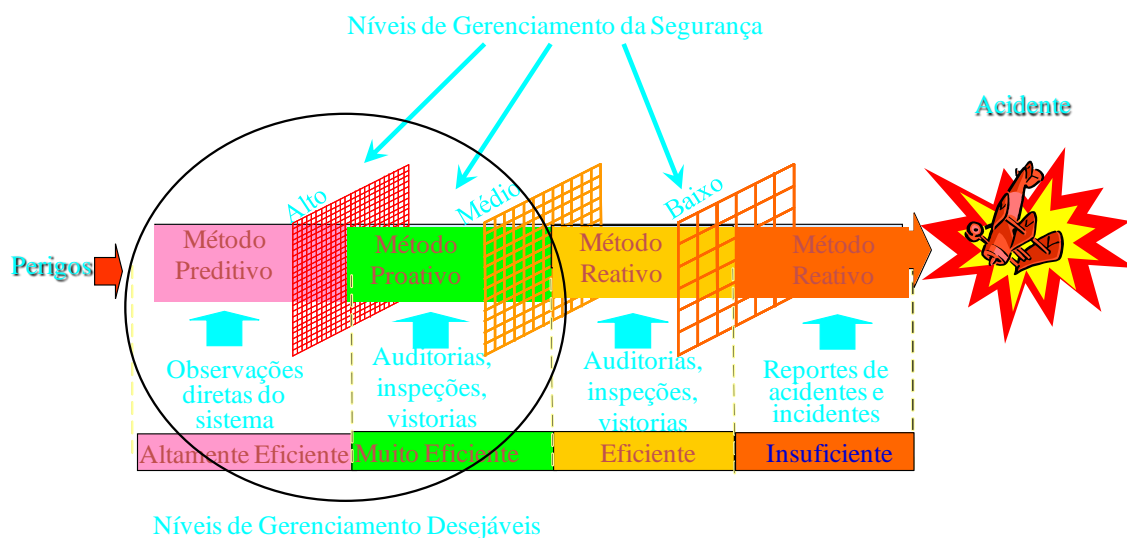 Níveis de Gerenciamento da Segurança
Acidente
Alto
Médio
Baixo
Perigos
Método
Preditivo
Método
Proativo
Método
Reativo
Método
Reativo
Observações
diretas do
sistema
Auditorias,
inspeções,
vistorias
Auditorias,
inspeções,
vistorias
Reportes de
acidentes e
incidentes
Altamente Eficiente
Muito Eficiente
Eficiente
Insuficiente
Níveis de Gerenciamento Desejáveis